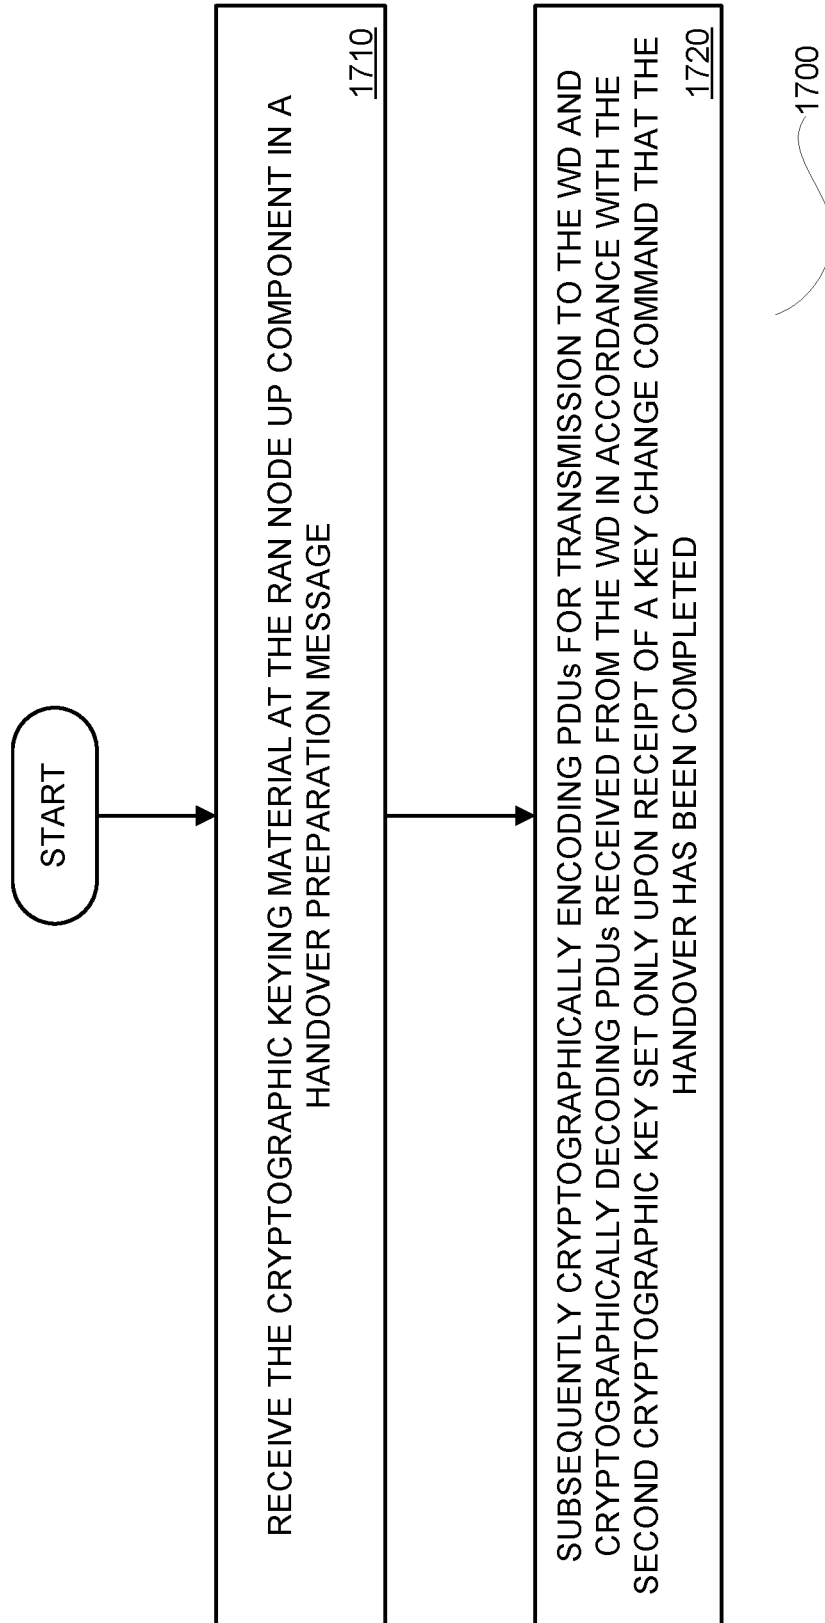 START
RECEIVE THE CRYPTOGRAPHIC KEYING MATERIAL AT THE RAN NODE UP COMPONENT IN A
HANDOVER PREPARATION MESSAGE
1710
SUBSEQUENTLY CRYPTOGRAPHICALLY ENCODING PDUs FOR TRANSMISSION TO THE WD AND
CRYPTOGRAPHICALLY DECODING PDUs RECEIVED FROM THE WD IN ACCORDANCE WITH THE
SECOND CRYPTOGRAPHIC KEY SET ONLY UPON RECEIPT OF A KEY CHANGE COMMAND THAT THE
HANDOVER HAS BEEN COMPLETED
1720
1700